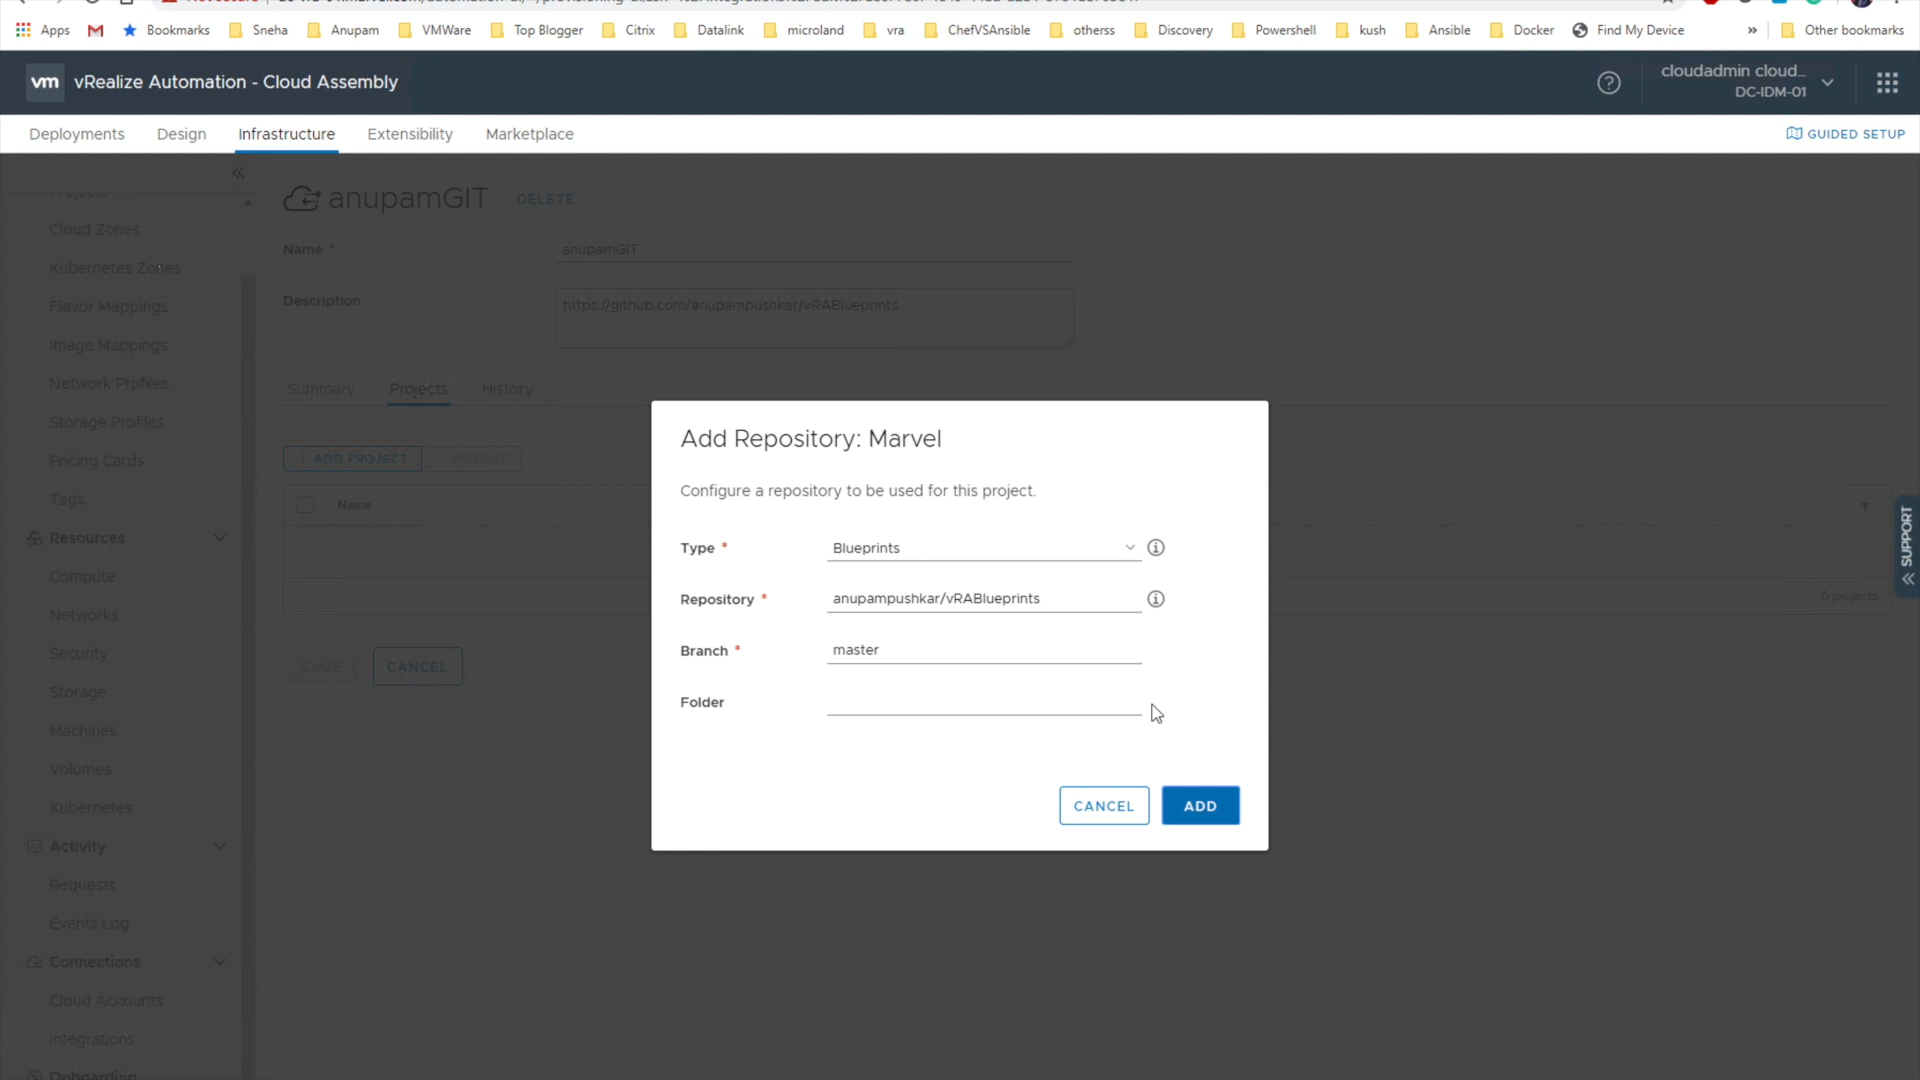 Apps Bookmarks Sneha Anupam VMWare Top Blogger Citrix Datalink microland vra ChefVSAnsible otherss Discovery Powershell kush Ansible Docker Find My Device » Other bookmarks
vm vRealize Automation - Cloud Assembly
cloudadmin cloud...
DC-IDM-01
Deployments Design Infrastructure Extensibility Marketplace
GUIDED SETUP
Projects
Cloud Zones
Kubernetes Zones
Flavor Mappings
Image Mappings
Network Profiles
Storage Profiles
Pricing Cards
Tags
Resources
Compute
Networks
Security
Storage
Machines
Volumes
Kubernetes
Activity
Requests
Events Log
Connections
Cloud Accounts
Integrations
Onboarding
anupamGIT DELETE
Name * anupamGIT
Description https://github.com/anupampushkar/vRABlueprints
Summary Projects History
+ ADD PROJECT
Name
0 projects
SAVE CANCEL
Add Repository: Marvel
Configure a repository to be used for this project.
Type * Blueprints
Repository * anupampushkar/vRABlueprints
Branch * master
Folder
CANCEL ADD
SUPPORT